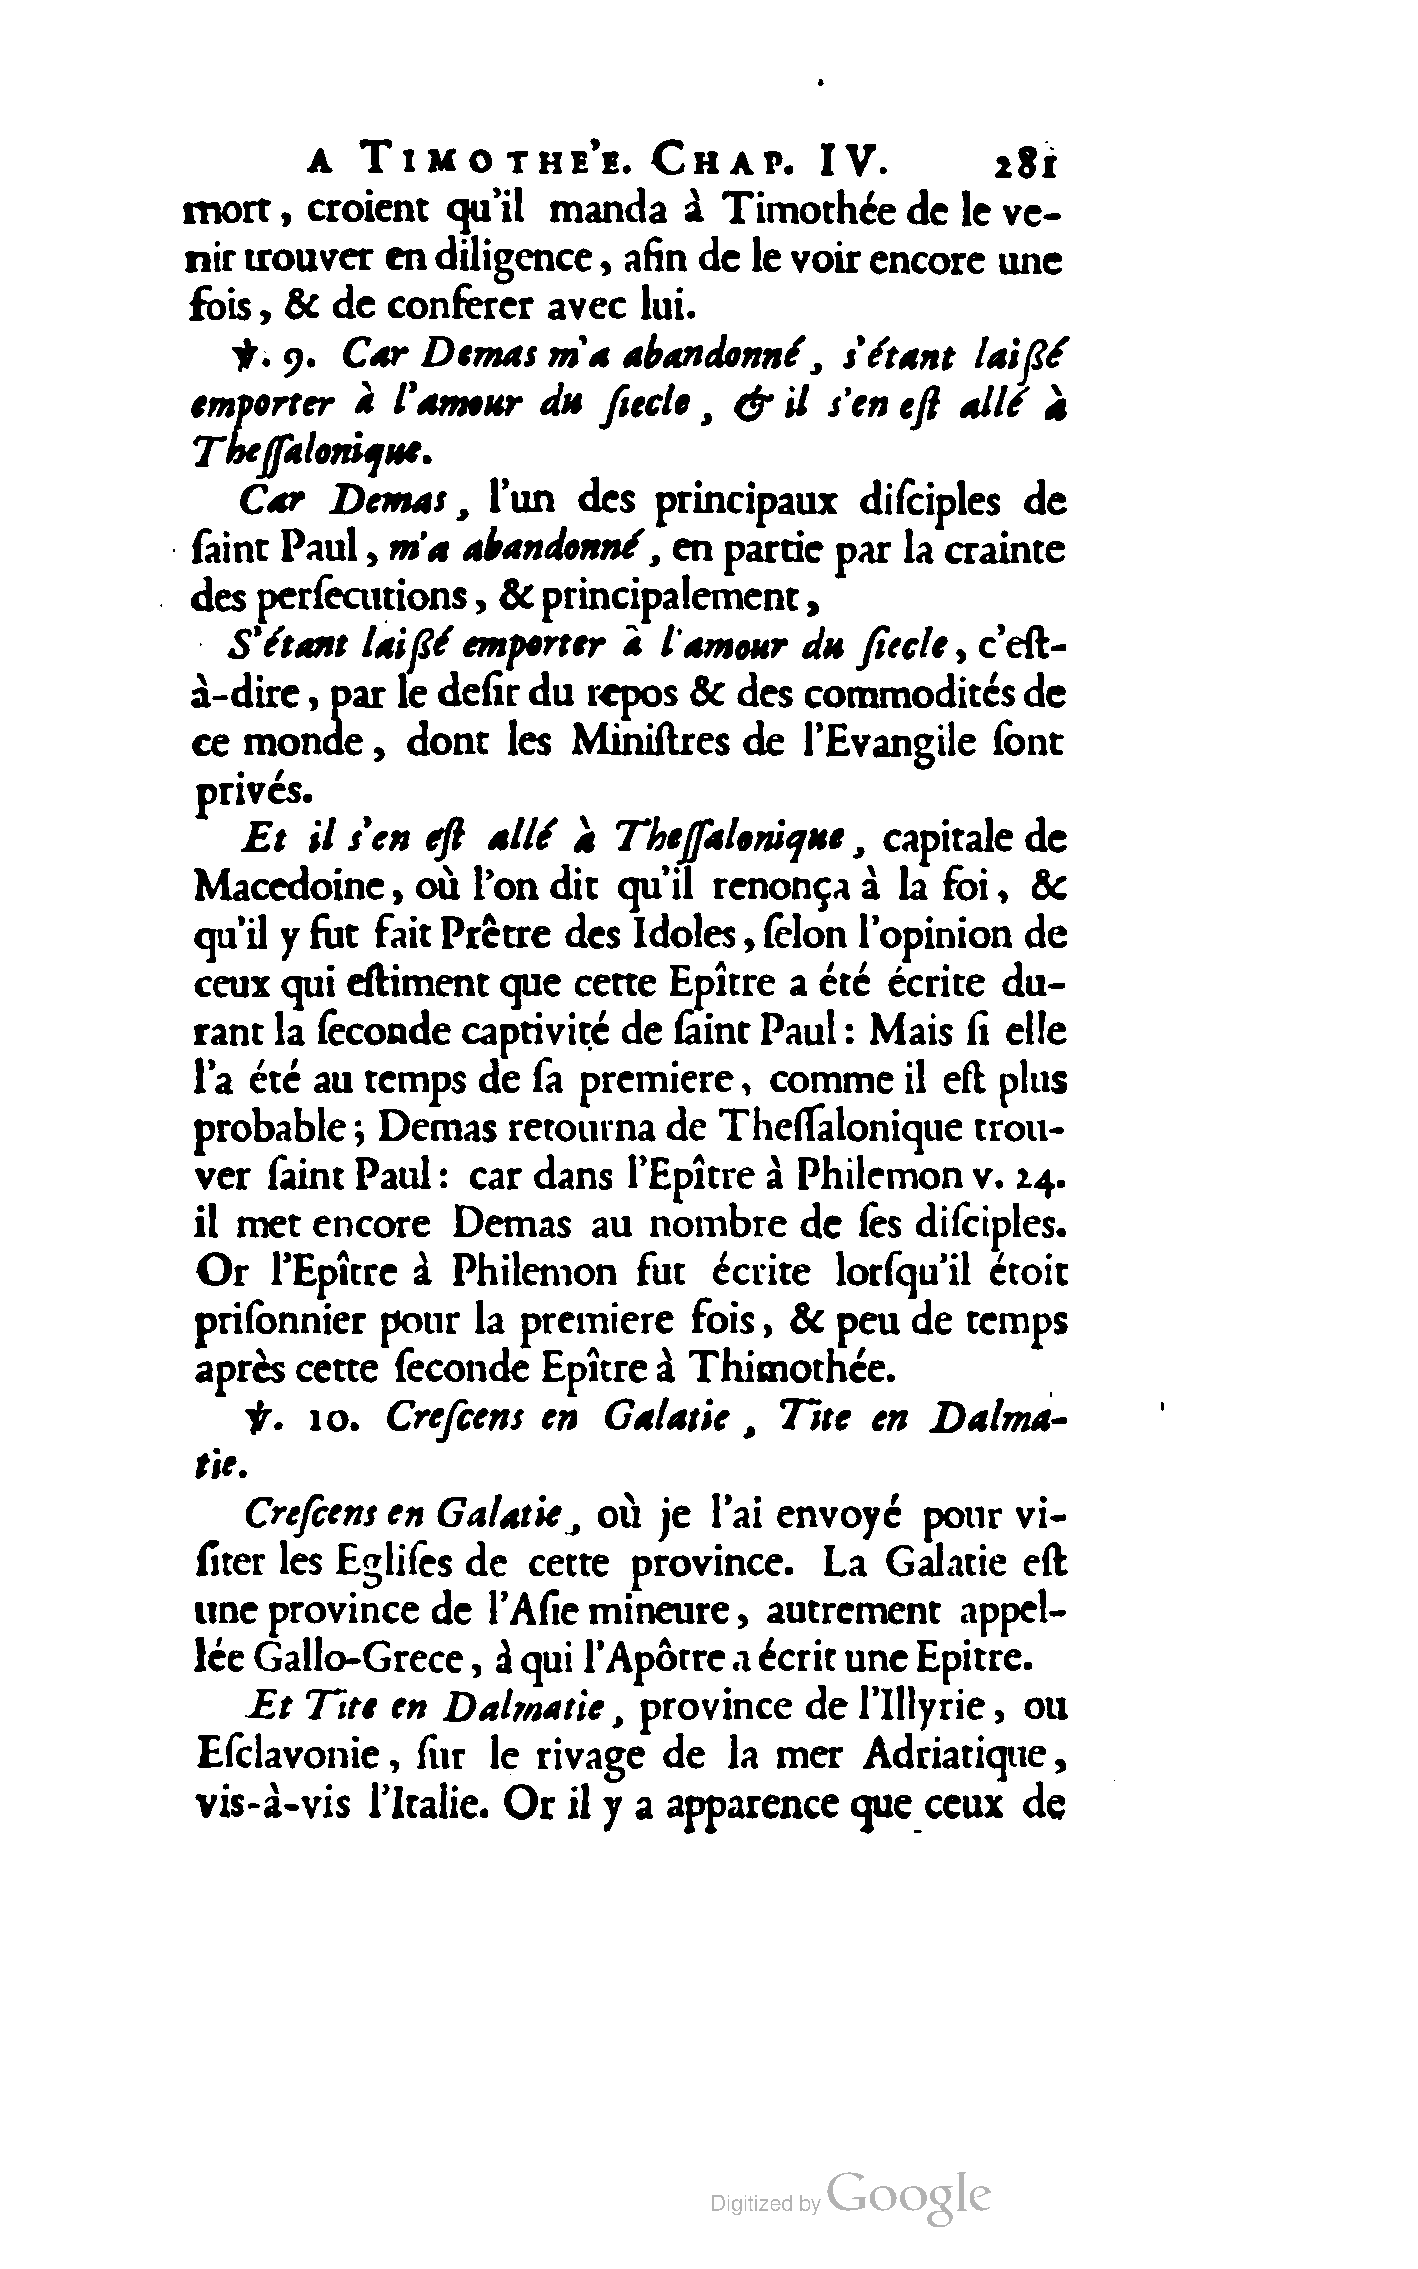 A TIMOTHE'E. CHAP. IV. 281
mort, croient qu'il manda à Timothée de le ve-
nir trouver en diligence, afin de le voir encore une
fois, & de conferer avec lui.
℣. 9. Car Demas m'a abandonné, s'étant laißé
emporter à l'amour du ſiecle, & il s'en eſt allé à
Theſſalonique.
Car Demas, l'un des principaux diſciples de
ſaint Paul, m'a abandonné, en partie par la crainte
des perſecutions, & principalement,
S'étant laißé emporter à l'amour du ſiecle, c'eſt-
à-dire, par le deſir du repos & des commodités de
ce monde, dont les Miniſtres de l'Evangile ſont
privés.
Et il s'en eſt allé à Theſſalonique, capitale de
Macedoine, où l'on dit qu'il renonça à la foi, &
qu'il y fut fait Prêtre des Idoles, ſelon l'opinion de
ceux qui eſtiment que cette Epître a été écrite du-
rant la ſeconde captivité de ſaint Paul: Mais ſi elle
l'a été au temps de ſa premiere, comme il eſt plus
probable; Demas retourna de Theſſalonique trou-
ver ſaint Paul: car dans l'Epître à Philemon v. 24.
il met encore Demas au nombre de ſes diſciples.
Or l'Epître à Philemon fut écrite lorſqu'il étoit
priſonnier pour la premiere fois, & peu de temps
après cette ſeconde Epître à Thimothée.
℣. 10. Creſcens en Galatie, Tite en Dalma-
tie.
Creſcens en Galatie, où je l'ai envoyé pour vi-
ſiter les Egliſes de cette province. La Galatie eſt
une province de l'Aſie mineure, autrement appel-
lée Gallo-Grece, à qui l'Apôtre a écrit une Epitre.
Et Tite en Dalmatie, province de l'Illyrie, ou
Eſclavonie, ſur le rivage de la mer Adriatique,
vis-à-vis l'Italie. Or il y a apparence que ceux de
Digitized by Google